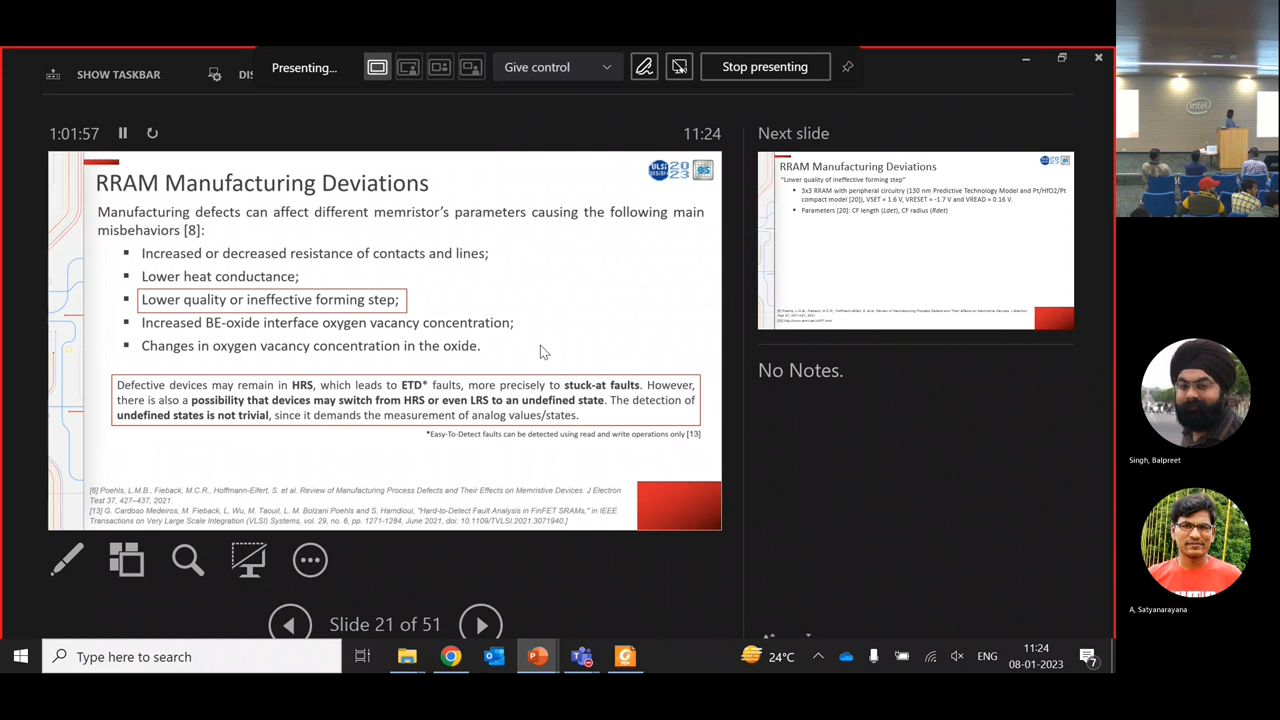 SHOW TASKBAR
DIS
Presenting...
Give control
Stop presenting
1:01:57
11:24
RRAM Manufacturing Deviations
VLSI
2023
Manufacturing defects can affect different memristor's parameters causing the following main
misbehaviors [8]:
▪ Increased or decreased resistance of contacts and lines;
▪ Lower heat conductance;
▪ Lower quality or ineffective forming step;
▪ Increased BE-oxide interface oxygen vacancy concentration;
▪ Changes in oxygen vacancy concentration in the oxide.
Defective devices may remain in HRS, which leads to ETD* faults, more precisely to stuck-at faults. However,
there is also a possibility that devices may switch from HRS or even LRS to an undefined state. The detection of
undefined states is not trivial, since it demands the measurement of analog values/states.
*Easy-To-Detect faults can be detected using read and write operations only [13]
[6] Poehls, L.M.B., Fieback, M.C.R., Hoffmann-Eifert, S. et al. Review of Manufacturing Process Defects and Their Effects on Memristive Devices. J Electron
Test 37, 427–437, 2021.
[13] G. Cardoso Medeiros, M. Fieback, L. Wu, M. Taouil, L. M. Bolzani Poehls and S. Hamdioui, "Hard-to-Detect Fault Analysis in FinFET SRAMs," in IEEE
Transactions on Very Large Scale Integration (VLSI) Systems, vol. 29, no. 6, pp. 1271-1284, June 2021, doi: 10.1109/TVLSI.2021.3071940.]
Slide 21 of 51
Next slide
RRAM Manufacturing Deviations
"Lower quality of ineffective forming step"
▪ 3x3 RRAM with peripheral circuitry (130 nm Predictive Technology Model and Pt/HfO2/Pt
compact model [20]), VSET = 1.6 V, VRESET = -1.7 V and VREAD = 0.16 V.
▪ Parameters [20]: CF length (Ldet), CF radius (Rdet)
No Notes.
intel
Singh, Balpreet
A, Satyanarayana
Type here to search
24°C
ENG
11:24
08-01-2023
7